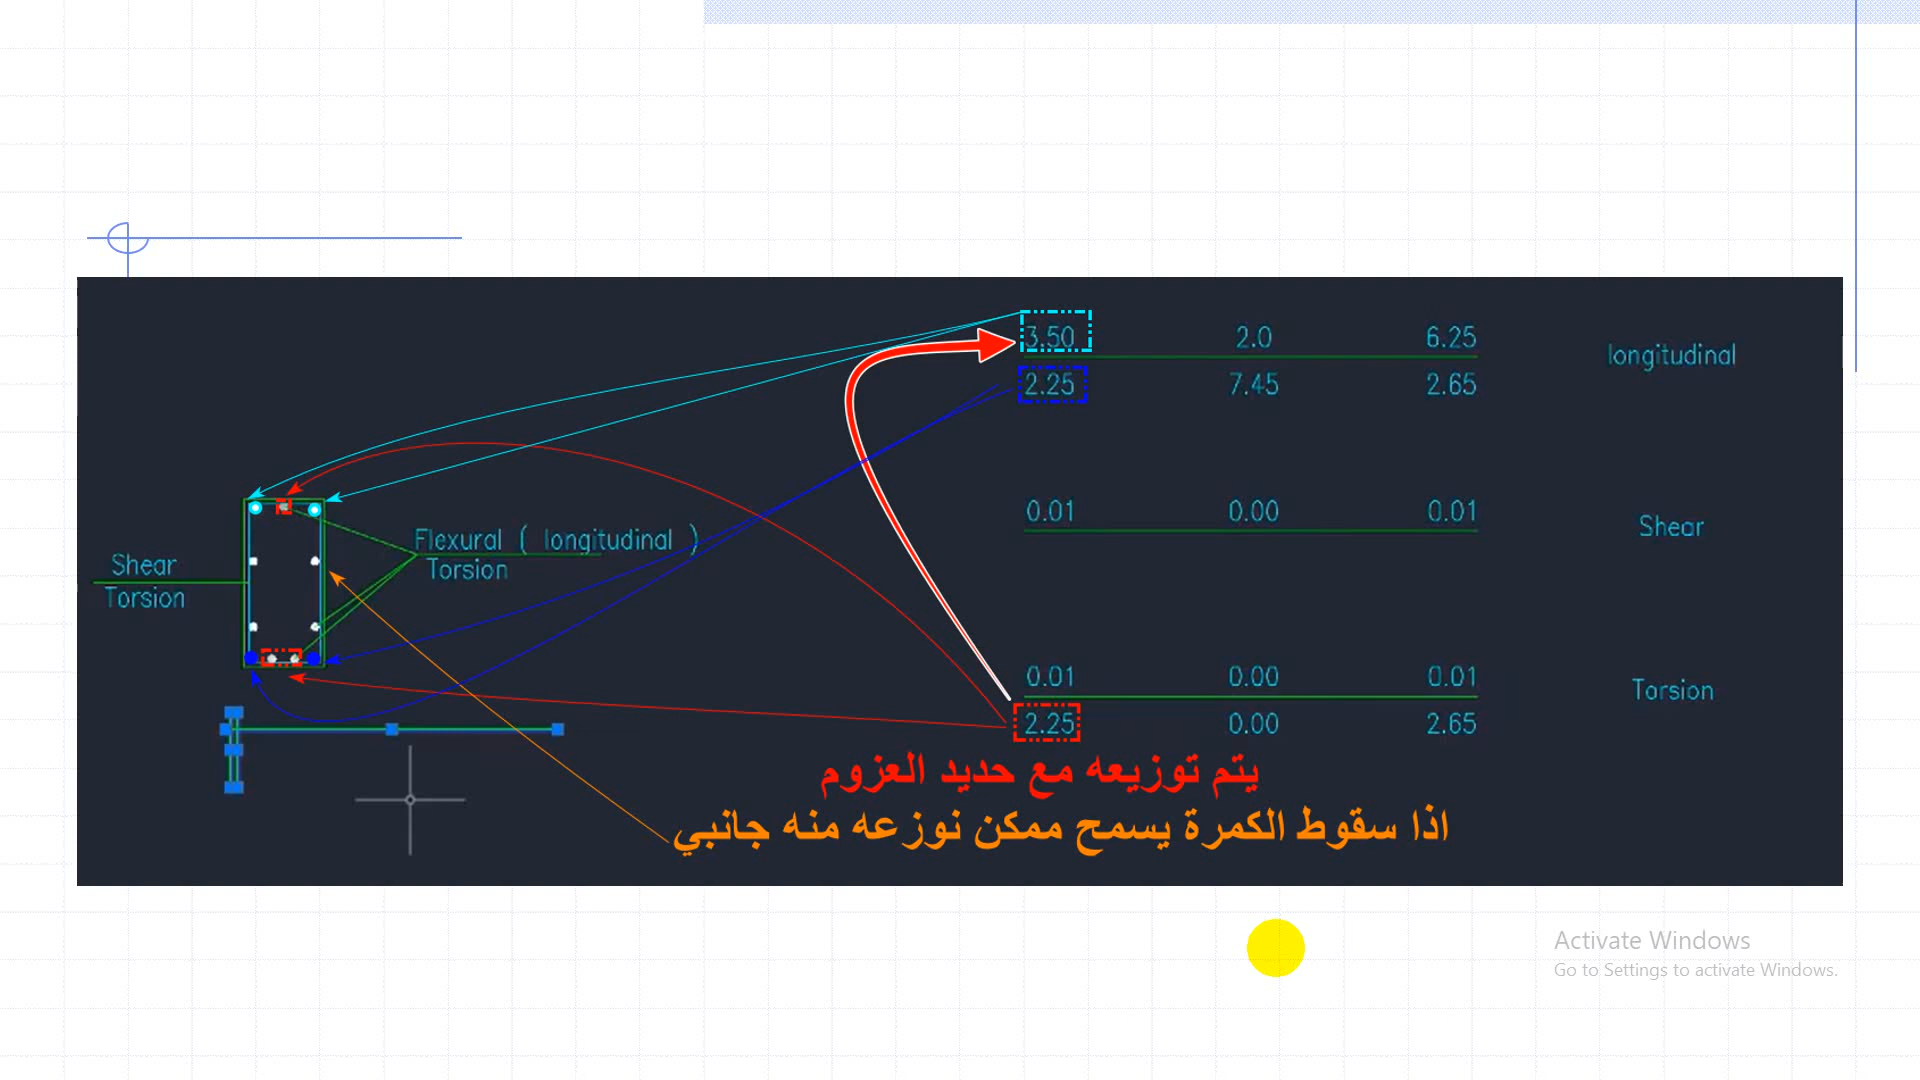 3.50 2.0 6.25
longitudinal
2.25 7.45 2.65
0.01 0.00 0.01
Shear
Flexural ( longitudinal )
Torsion
Shear
Torsion
0.01 0.00 0.01
Torsion
2.25 0.00 2.65
يتم توزيعه مع حديد العزوم
اذا سقوط الكمرة يسمح ممكن نوزعه منه جانبي
Activate Windows
Go to Settings to activate Windows.